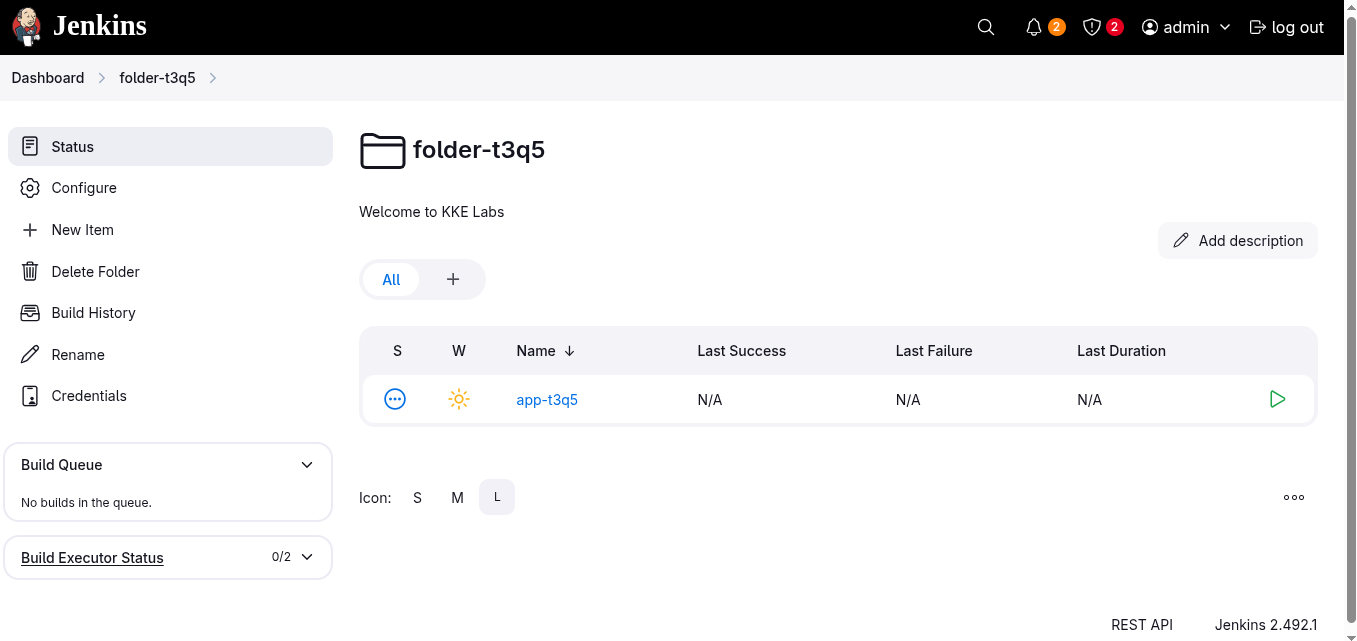 Jenkins
2
2
admin
log out
Dashboard
folder-t3q5
Status
Configure
New Item
Delete Folder
Build History
Rename
Credentials
Build Queue
No builds in the queue.
Build Executor Status
0/2
folder-t3q5
Welcome to KKE Labs
Add description
All
S W Name ↓ Last Success Last Failure Last Duration
app-t3q5 N/A N/A N/A
Icon: S M L
REST API Jenkins 2.492.1